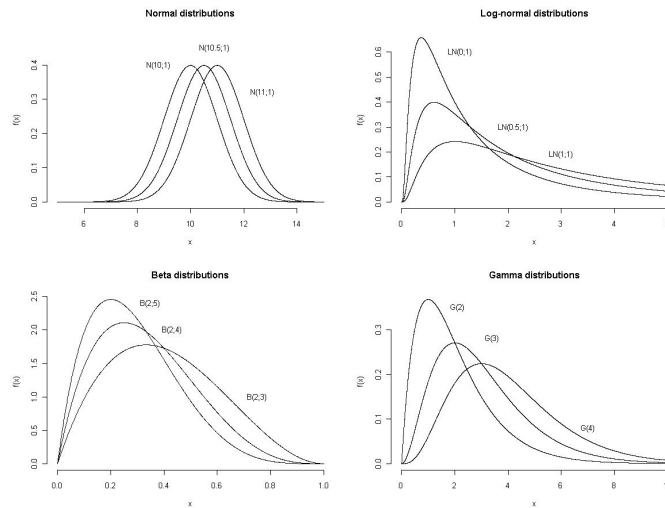 Normal distributions
N(10.5;1)
N(10;1)
N(11;1)
f(x)
0.0
0.1
0.2
0.3
0.4
6
8
10
12
14
x
Log-normal distributions
LN(0;1)
LN(0.5;1)
LN(1;1)
f(x)
0.0
0.1
0.2
0.3
0.4
0.5
0.6
0
1
2
3
4
x
Beta distributions
B(2;5)
B(2;4)
B(2;3)
f(x)
0.0
0.5
1.0
1.5
2.0
2.5
0.0
0.2
0.4
0.6
0.8
1.0
x
Gamma distributions
G(2)
G(3)
G(4)
f(x)
0.0
0.1
0.2
0.3
0
2
4
6
8
x